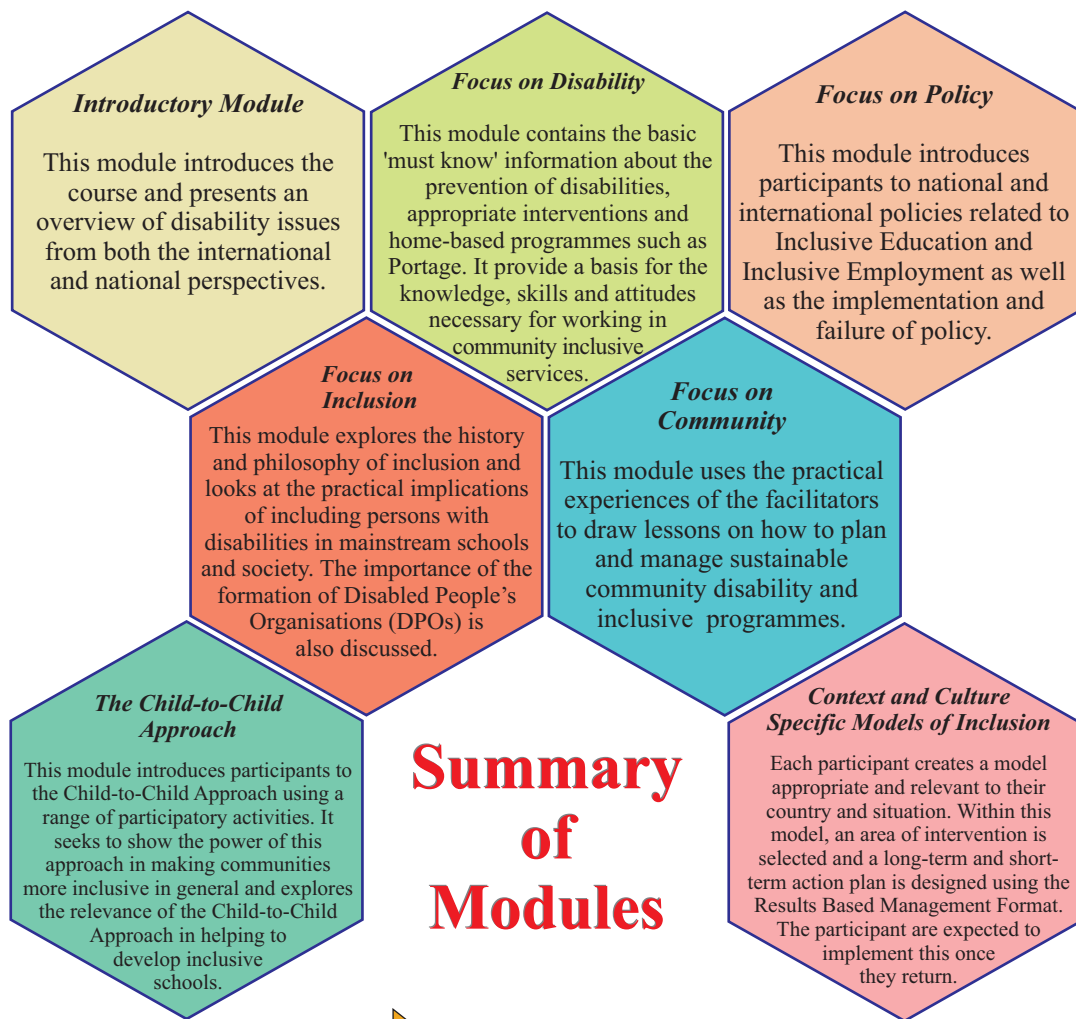 Introductory Module
This module introduces the
course and presents an
overview of disability issues
from both the international
and national perspectives.
Focus on Disability
This module contains the basic
'must know' information about the
prevention of disabilities,
appropriate interventions and
home-based programmes such as
Portage. It provide a basis for the
knowledge, skills and attitudes
necessary for working in
community inclusive
services.
Focus on Policy
This module introduces
participants to national and
international policies related to
Inclusive Education and
Inclusive Employment as well
as the implementation and
failure of policy.
Focus on
Inclusion
This module explores the history
and philosophy of inclusion and
looks at the practical implications
of including persons with
disabilities in mainstream schools
and society. The importance of the
formation of Disabled People’s
Organisations (DPOs) is
also discussed.
Focus on
Community
This module uses the practical
experiences of the facilitators
to draw lessons on how to plan
and manage sustainable
community disability and
inclusive programmes.
The Child-to-Child
Approach
This module introduces participants to
the Child-to-Child Approach using a
range of participatory activities. It
seeks to show the power of this
approach in making communities
more inclusive in general and explores
the relevance of the Child-to-Child
Approach in helping to
develop inclusive
schools.
Summary
of
Modules
Context and Culture
Specific Models of Inclusion
Each participant creates a model
appropriate and relevant to their
country and situation. Within this
model, an area of intervention is
selected and a long-term and short-
term action plan is designed using the
Results Based Management Format.
The participant are expected to
implement this once
they return.